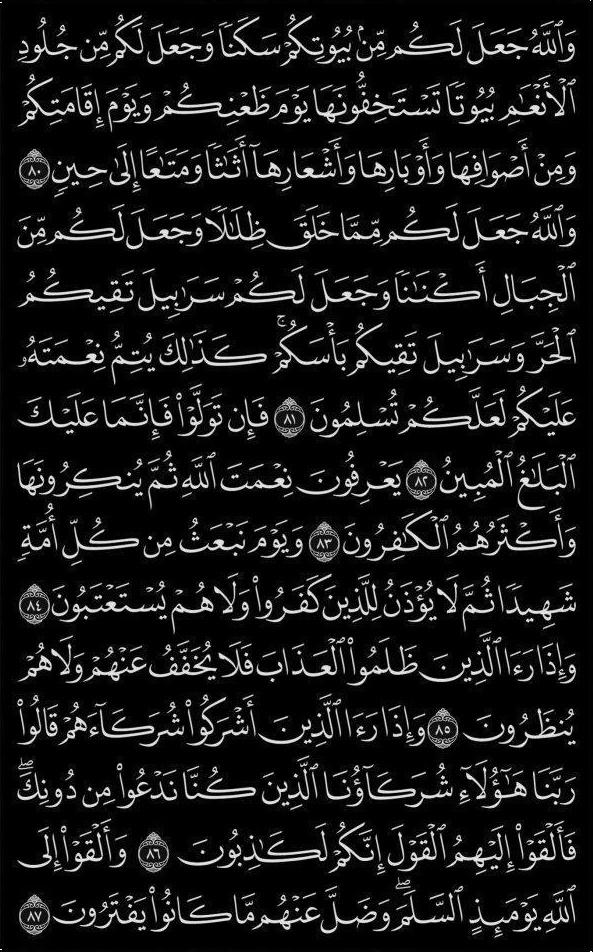 وَٱللَّهُ جَعَلَ لَكُم مِّنۢ بُيُوتِكُمْ سَكَنًا وَجَعَلَ لَكُم مِّن جُلُودِ
ٱلْأَنْعَٰمِ بُيُوتًا تَسْتَخِفُّونَهَا يَوْمَ ظَعْنِكُمْ وَيَوْمَ إِقَامَتِكُمْ
وَمِنْ أَصْوَافِهَا وَأَوْبَارِهَا وَأَشْعَارِهَآ أَثَٰثًا وَمَتَٰعًا إِلَىٰ حِينٍ ٨٠
وَٱللَّهُ جَعَلَ لَكُم مِّمَّا خَلَقَ ظِلَٰلًا وَجَعَلَ لَكُم مِّنَ
ٱلْجِبَالِ أَكْنَٰنًا وَجَعَلَ لَكُمْ سَرَٰبِيلَ تَقِيكُمُ
ٱلْحَرَّ وَسَرَٰبِيلَ تَقِيكُم بَأْسَكُمْ ۚ كَذَٰلِكَ يُتِمُّ نِعْمَتَهُۥ
عَلَيْكُمْ لَعَلَّكُمْ تُسْلِمُونَ ٨١ فَإِن تَوَلَّوْا۟ فَإِنَّمَا عَلَيْكَ
ٱلْبَلَٰغُ ٱلْمُبِينُ ٨٢ يَعْرِفُونَ نِعْمَتَ ٱللَّهِ ثُمَّ يُنكِرُونَهَا
وَأَكْثَرُهُمُ ٱلْكَٰفِرُونَ ٨٣ وَيَوْمَ نَبْعَثُ مِن كُلِّ أُمَّةٍ
شَهِيدًا ثُمَّ لَا يُؤْذَنُ لِلَّذِينَ كَفَرُوا۟ وَلَا هُمْ يُسْتَعْتَبُونَ ٨٤
وَإِذَا رَءَا ٱلَّذِينَ ظَلَمُوا۟ ٱلْعَذَابَ فَلَا يُخَفَّفُ عَنْهُمْ وَلَا هُمْ
يُنظَرُونَ ٨٥ وَإِذَا رَءَا ٱلَّذِينَ أَشْرَكُوا۟ شُرَكَآءَهُمْ قَالُوا۟
رَبَّنَا هَٰٓؤُلَآءِ شُرَكَآؤُنَا ٱلَّذِينَ كُنَّا نَدْعُوا۟ مِن دُونِكَ ۖ
فَأَلْقَوْا۟ إِلَيْهِمُ ٱلْقَوْلَ إِنَّكُمْ لَكَٰذِبُونَ ٨٦ وَأَلْقَوْا۟ إِلَى
ٱللَّهِ يَوْمَئِذٍ ٱلسَّلَمَ ۖ وَضَلَّ عَنْهُم مَّا كَانُوا۟ يَفْتَرُونَ ٨٧